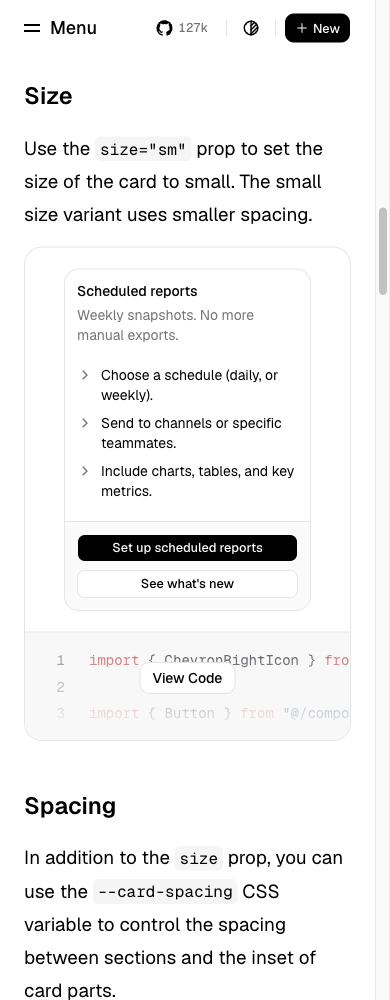 Menu
127k
New
Size
Use the size="sm" prop to set the
size of the card to small. The small
size variant uses smaller spacing.
Scheduled reports
Weekly snapshots. No more
manual exports.
Choose a schedule (daily, or
weekly).
Send to channels or specific
teammates.
Include charts, tables, and key
metrics.
Set up scheduled reports
See what's new
1 import { ChevronRightIcon } fro
2
View Code
3 import { Button } from "@/compo
Spacing
In addition to the size prop, you can
use the --card-spacing CSS
variable to control the spacing
between sections and the inset of
card parts.